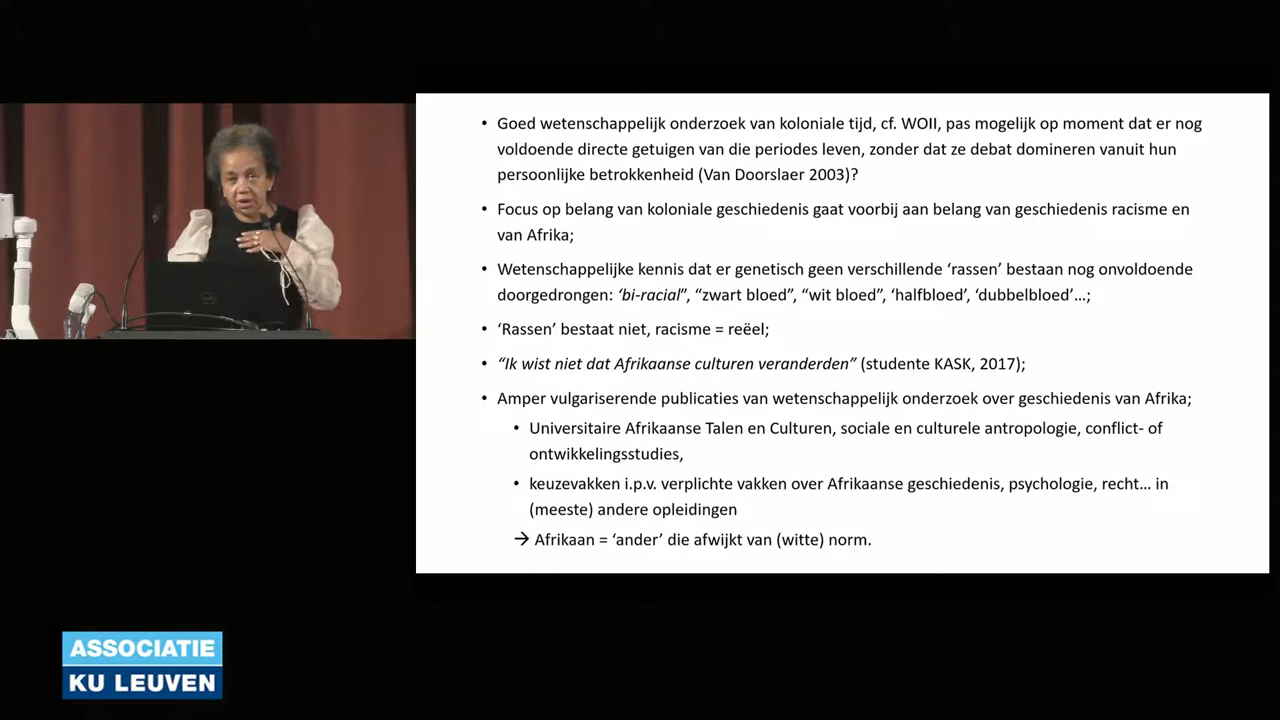 • Goed wetenschappelijk onderzoek van koloniale tijd, cf. WOII, pas mogelijk op moment dat er nog
voldoende directe getuigen van die periodes leven, zonder dat ze debat domineren vanuit hun
persoonlijke betrokkenheid (Van Doorslaer 2003)?
• Focus op belang van koloniale geschiedenis gaat voorbij aan belang van geschiedenis racisme en
van Afrika;
• Wetenschappelijke kennis dat er genetisch geen verschillende ‘rassen’ bestaan nog onvoldoende
doorgedrongen: ‘bi-racial”, “zwart bloed”, “wit bloed”, ‘halfbloed’, ‘dubbelbloed’…;
• ‘Rassen’ bestaat niet, racisme = reëel;
• “Ik wist niet dat Afrikaanse culturen veranderden” (studente KASK, 2017);
• Amper vulgariserende publicaties van wetenschappelijk onderzoek over geschiedenis van Afrika;
• Universitaire Afrikaanse Talen en Culturen, sociale en culturele antropologie, conflict- of
ontwikkelingsstudies,
• keuzevakken i.p.v. verplichte vakken over Afrikaanse geschiedenis, psychologie, recht… in
(meeste) andere opleidingen
→ Afrikaan = ‘ander’ die afwijkt van (witte) norm.
ASSOCIATIE
KU LEUVEN